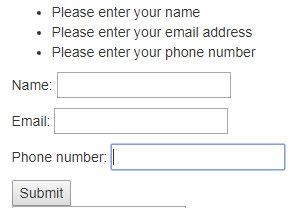 Please enter your name
Please enter your email address
Please enter your phone number
Name:
Email:
Phone number:
Submit